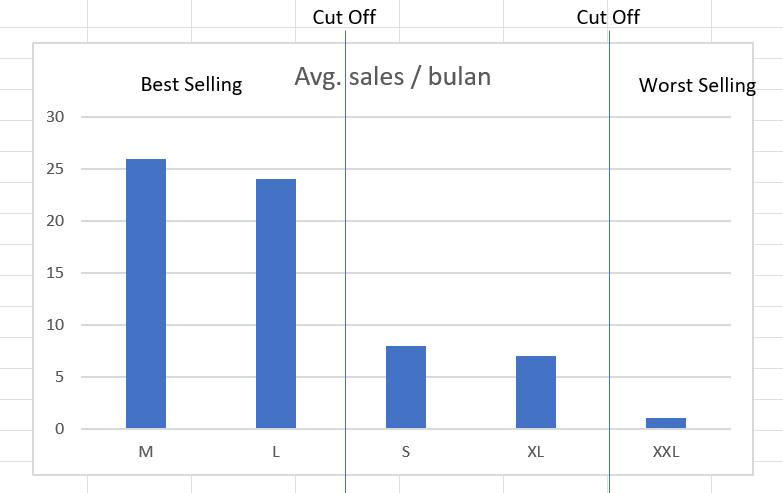 Cut Off Cut Off
Avg. sales / bulan
Best Selling Worst Selling
30
25
20
15
10
5
0
M L S XL XXL